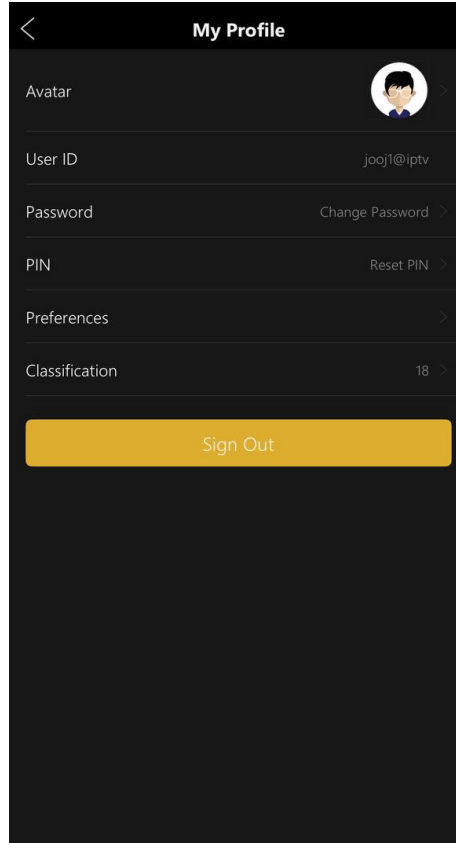 My Profile
Avatar
User ID jooj1@iptv
Password Change Password
PIN Reset PIN
Preferences
Classification 18
Sign Out